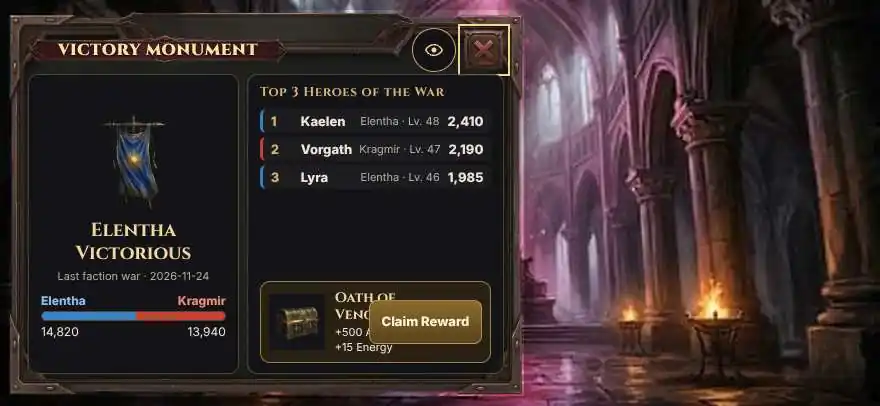 VICTORY MONUMENT
ELENTHA
VICTORIOUS
Last faction war · 2026-11-24
Elentha Kragmir
14,820 13,940
TOP 3 HEROES OF THE WAR
1 Kaelen Elentha · Lv. 48 2,410
2 Vorgath Kragmir · Lv. 47 2,190
3 Lyra Elentha · Lv. 46 1,985
OATH OF
+500
+15 Energy
Claim Reward